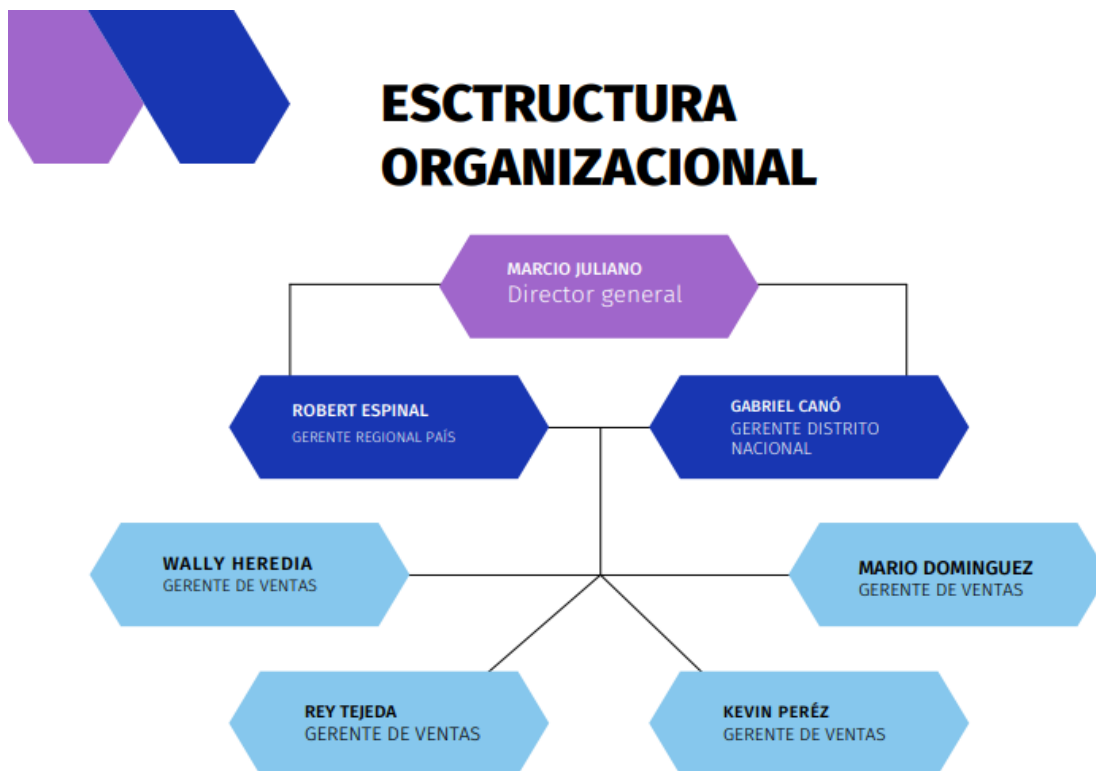 ESCTRUCTURA
ORGANIZACIONAL
MARCIO JULIANO
Director general
ROBERT ESPINAL
GERENTE REGIONAL PAÍS
GABRIEL CANÓ
GERENTE DISTRITO
NACIONAL
WALLY HEREDIA
GERENTE DE VENTAS
MARIO DOMINGUEZ
GERENTE DE VENTAS
REY TEJEDA
GERENTE DE VENTAS
KEVIN PERÉZ
GERENTE DE VENTAS